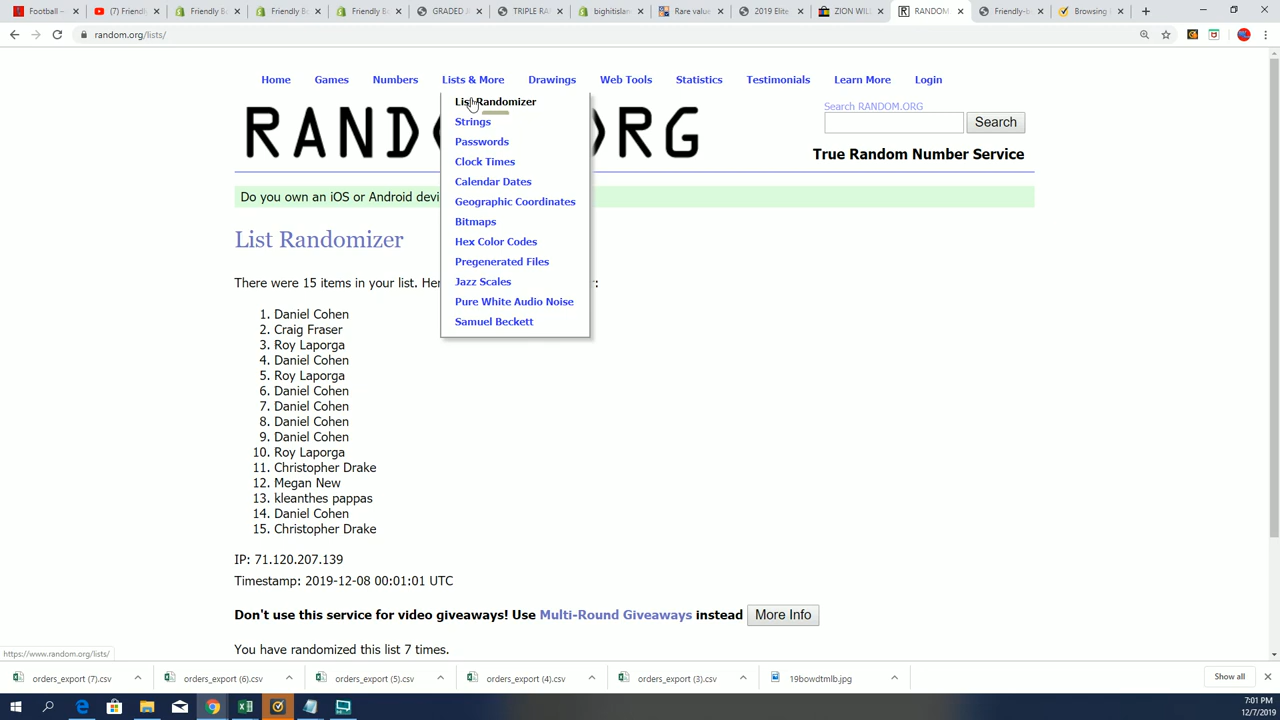 Football —
(7) Friendl
Friendly B
Friendly B
Friendly B
GRADED
TRIPLE RA
bighitislan
Rare value
2019 Elite
ZION WIL
RANDOM
Friendly-b
Browsing
random.org/lists/
Home Games Numbers Lists & More Drawings Web Tools Statistics Testimonials Learn More Login
List Randomizer
Strings
Passwords
Clock Times
Calendar Dates
Geographic Coordinates
Bitmaps
Hex Color Codes
Pregenerated Files
Jazz Scales
Pure White Audio Noise
Samuel Beckett
RAND RG
Search RANDOM.ORG
Search
True Random Number Service
Do you own an iOS or Android devi
List Randomizer
There were 15 items in your list. Her :
1. Daniel Cohen
2. Craig Fraser
3. Roy Laporga
4. Daniel Cohen
5. Roy Laporga
6. Daniel Cohen
7. Daniel Cohen
8. Daniel Cohen
9. Daniel Cohen
10. Roy Laporga
11. Christopher Drake
12. Megan New
13. kleanthes pappas
14. Daniel Cohen
15. Christopher Drake
IP: 71.120.207.139
Timestamp: 2019-12-08 00:01:01 UTC
Don't use this service for video giveaways! Use Multi-Round Giveaways instead More Info
You have randomized this list 7 times.
https://www.random.org/lists/
orders_export (7).csv orders_export (6).csv orders_export (5).csv orders_export (4).csv orders_export (3).csv 19bowdtmlb.jpg Show all
7:01 PM
12/7/2019